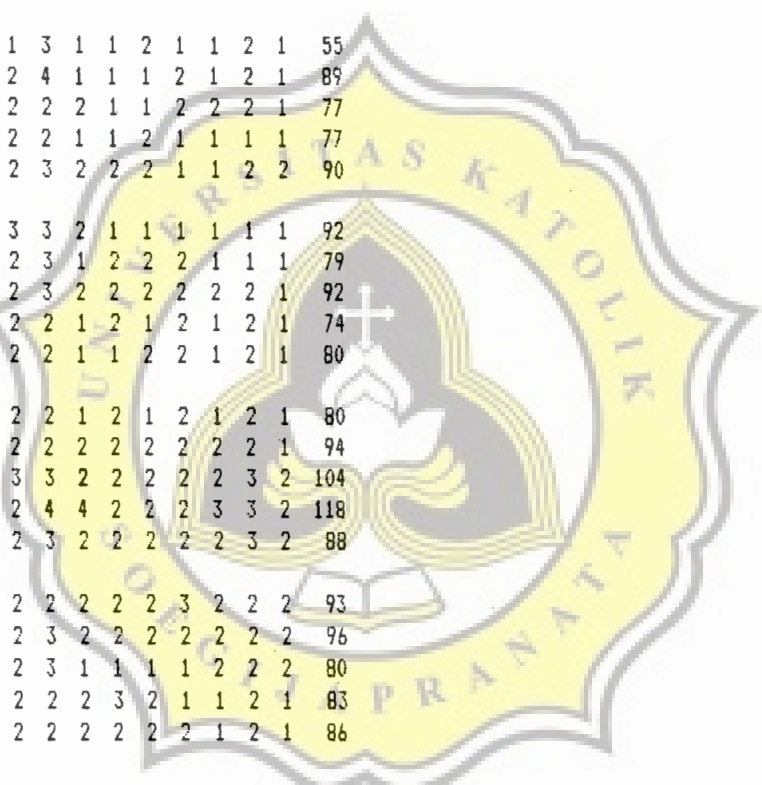 1 3 1 1 2 1 1 2 1 55
2 4 1 1 1 2 1 2 1 89
2 2 2 1 1 2 2 2 1 77
2 2 1 1 2 1 1 1 1 77
2 3 2 2 2 1 1 2 2 90
3 3 2 1 1 1 1 1 1 92
2 3 1 2 2 2 1 1 1 79
2 3 2 2 2 2 2 2 1 92
2 2 1 2 1 2 1 2 1 74
2 2 1 1 2 2 1 2 1 80
2 2 1 2 1 2 1 2 1 80
2 2 2 2 2 2 2 2 1 94
3 3 2 2 2 2 2 3 2 104
2 4 4 2 2 2 3 3 2 118
2 3 2 2 2 2 2 3 2 88
2 2 2 2 2 3 2 2 2 93
2 3 2 2 2 2 2 2 2 96
2 3 1 1 1 1 2 2 2 80
2 2 2 3 2 1 1 2 1 83
2 2 2 2 2 2 1 2 1 86
UNIVERSITAS KATOLIK
SOEGIJAPRANATA